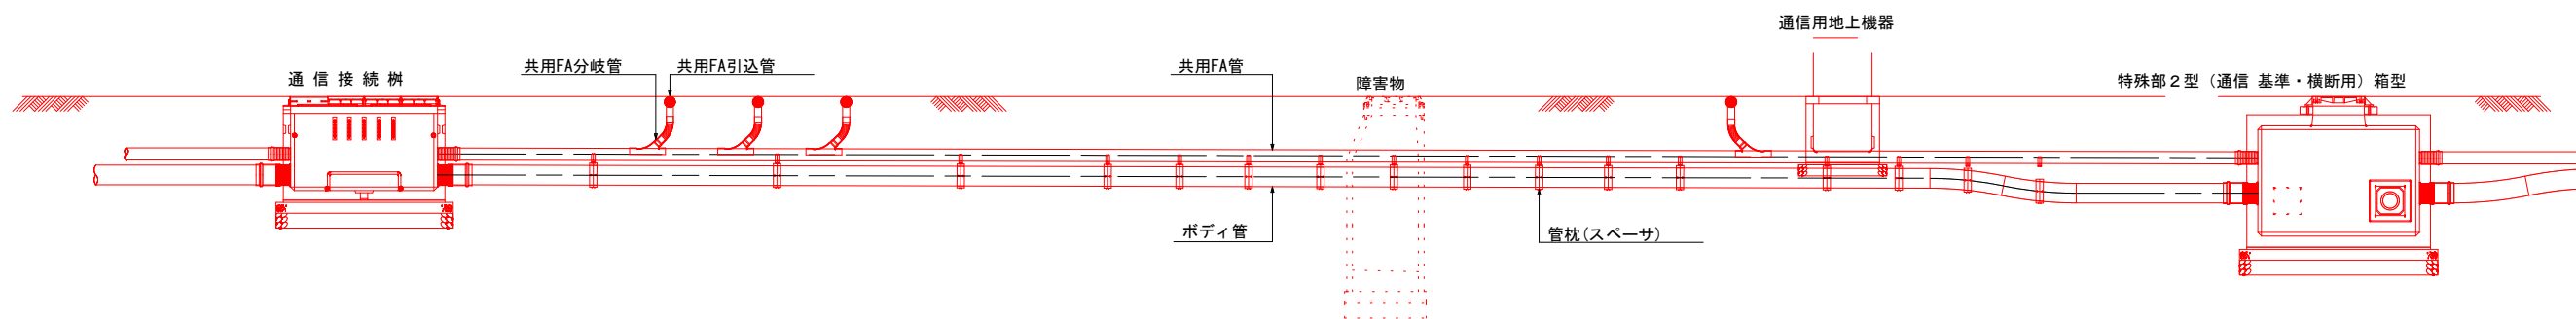 通信用地上機器
通 信 接 続 桝
共用FA分岐管
共用FA引込管
共用FA管
障害物
特殊部２型（通信 基準・横断用）箱型
ボディ管
管枕(スペーサ)